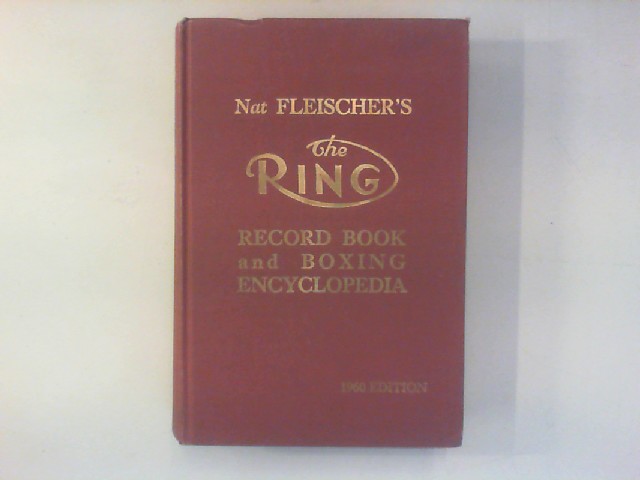 Nat FLEISCHER'S
The
RING
RECORD BOOK
and BOXING
ENCYCLOPEDIA
1960 EDITION